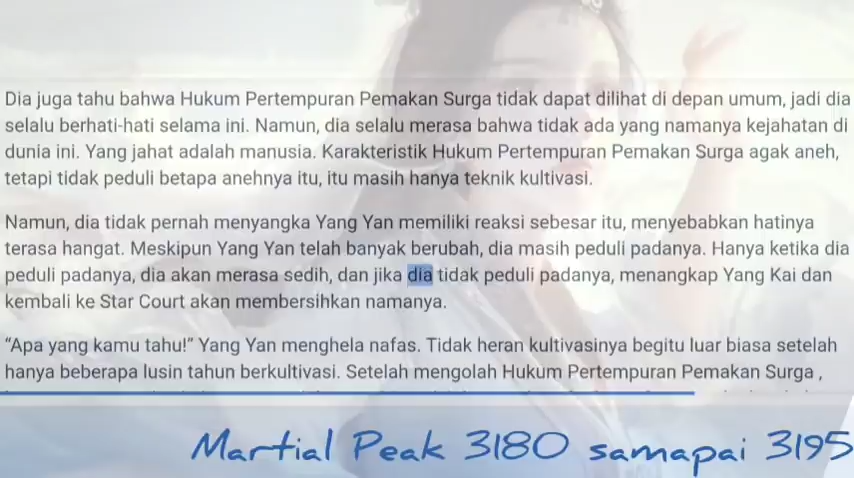 Dia juga tahu bahwa Hukum Pertempuran Pemakan Surga tidak dapat dilihat di depan umum, jadi dia
selalu berhati-hati selama ini. Namun, dia selalu merasa bahwa tidak ada yang namanya kejahatan di
dunia ini. Yang jahat adalah manusia. Karakteristik Hukum Pertempuran Pemakan Surga agak aneh,
tetapi tidak peduli betapa anehnya itu, itu masih hanya teknik kultivasi.
Namun, dia tidak pernah menyangka Yang Yan memiliki reaksi sebesar itu, menyebabkan hatinya
terasa hangat. Meskipun Yang Yan telah banyak berubah, dia masih peduli padanya. Hanya ketika dia
peduli padanya, dia akan merasa sedih, dan jika dia tidak peduli padanya, menangkap Yang Kai dan
kembali ke Star Court akan membersihkan namanya.
“Apa yang kamu tahu!” Yang Yan menghela nafas. Tidak heran kultivasinya begitu luar biasa setelah
hanya beberapa lusin tahun berkultivasi. Setelah mengolah Hukum Pertempuran Pemakan Surga ,
Martial Peak 3180 samapai 3195